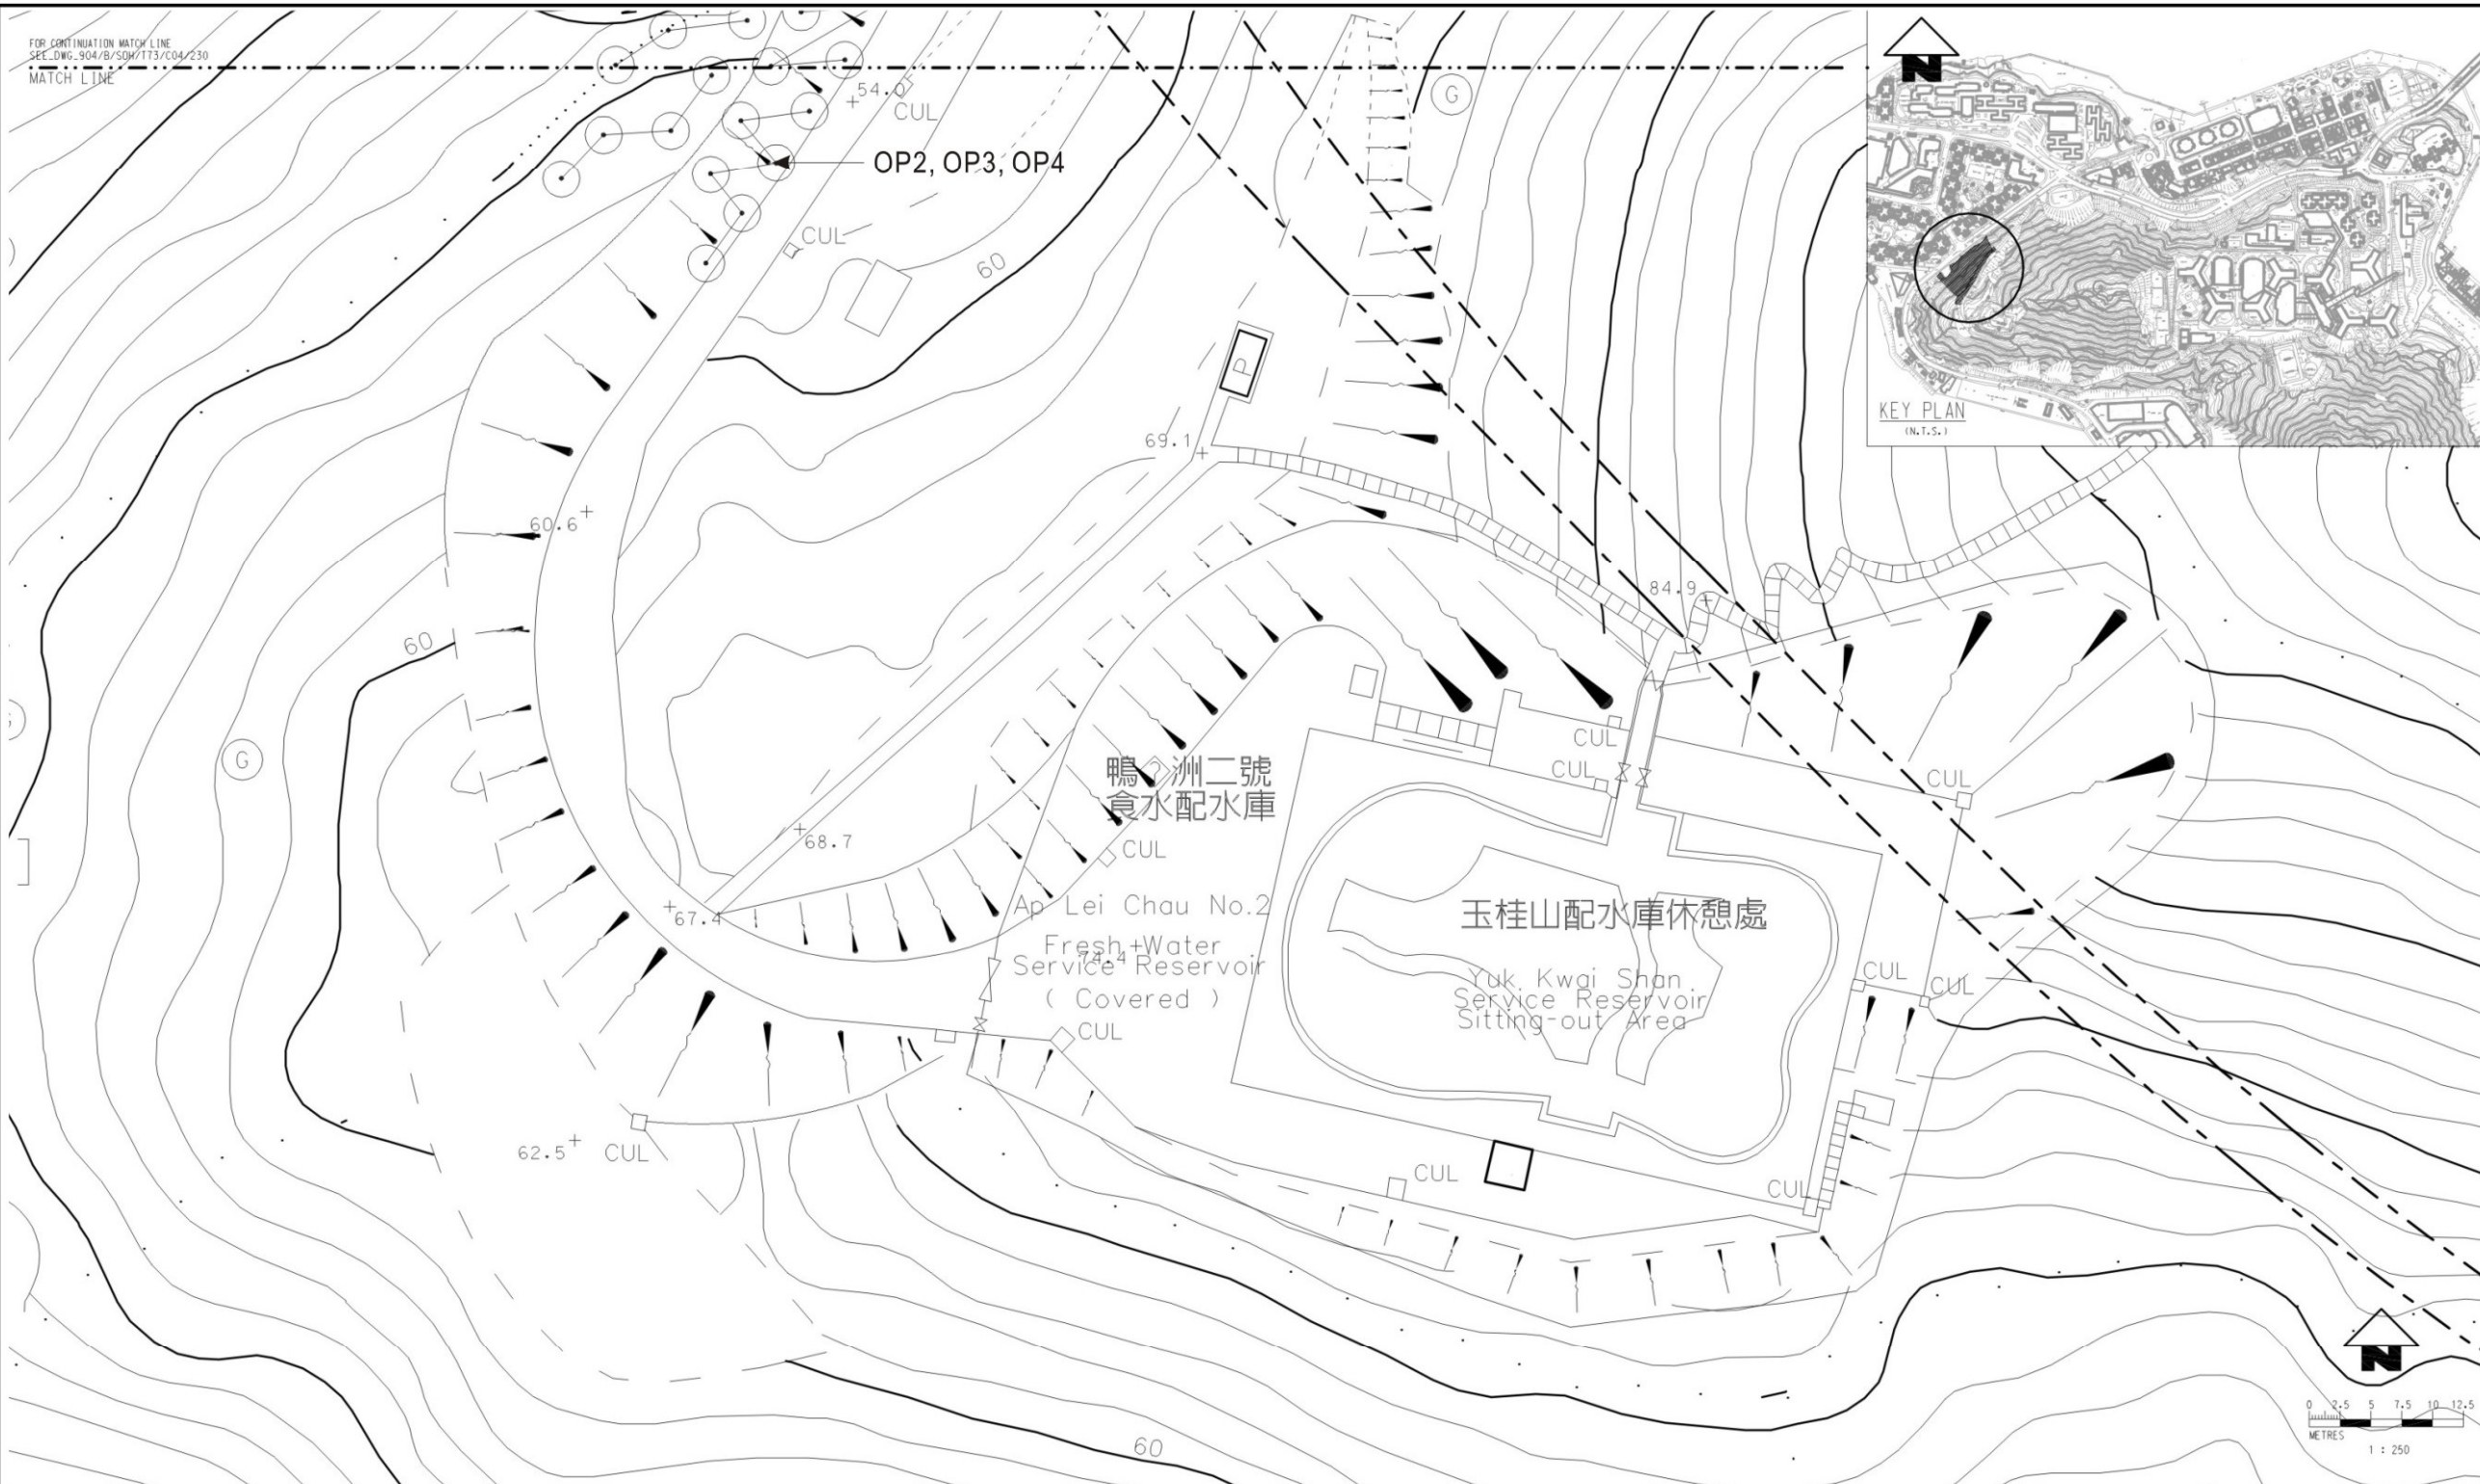 FOR CONTINUATION MATCH LINE
SEE DWG.904/B/SOH/TT3/C04/230
MATCH LINE
54.0
CUL
G
N
OP2, OP3, OP4
CUL
60
P
KEY PLAN
(N.T.S.)
69.1
60.6
84.9
60
G
CUL
CUL
CUL
鴨?洲二號
食水配水庫
68.7
CUL
67.4
Ap Lei Chau No.2
Fresh Water
74.4
Service Reservoir
( Covered )
CUL
玉桂山配水庫休憩處
Yuk Kwai Shan
Service Reservoir
Sitting-out Area
CUL
CUL
62.5
CUL
CUL
CUL
N
0 2.5 5 7.5 10 12.5
METRES
1 : 250
60